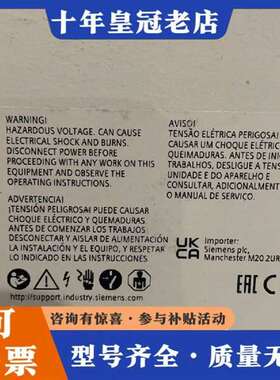 十年皇冠老店
WARNING!
HAZARDOUS VOLTAGE. CAN CAUSE
ELECTRICAL SHOCK AND BURNS.
DISCONNECT POWER BEFORE
PROCEEDING WITH ANY WORK ON THIS
EQUIPMENT AND OBSERVE THE
OPERATING INSTRUCTIONS.
ADVERTENCIA!
¡TENSIÓN PELIGROSA! PUEDE CAUSAR
CHOQUE ELÉCTRICO Y QUEMADURAS.
ANTES DE COMENZAR LOS TRABAJOS
DESCONECTAR Y AISLAR DE ALIMENTACIÓN
LA INSTALACIÓN Y EL EQUIPO, Y RESPETAR
LO INDICADO EN LAS INSTRUCCIONES
http://support.industry.siemens.com
AVISO!
TENSÃO ELÉTRICA PERIGOSA!
CAUSAR UM CHOQUE ELÉTRICO
QUEIMADURAS. ANTES DE INIC
TRABALHO, DESLIGAR
UNIDADE E DO APARELHO E
CONSULTAR, ADICIONALMENTE
O MANUAL DE SERVIÇO.
UK
CA
Importer:
Siemens plc,
Manchester M20 2UR
EAC
可
票
咨询有惊喜·参与补贴活动
型号齐全·质量